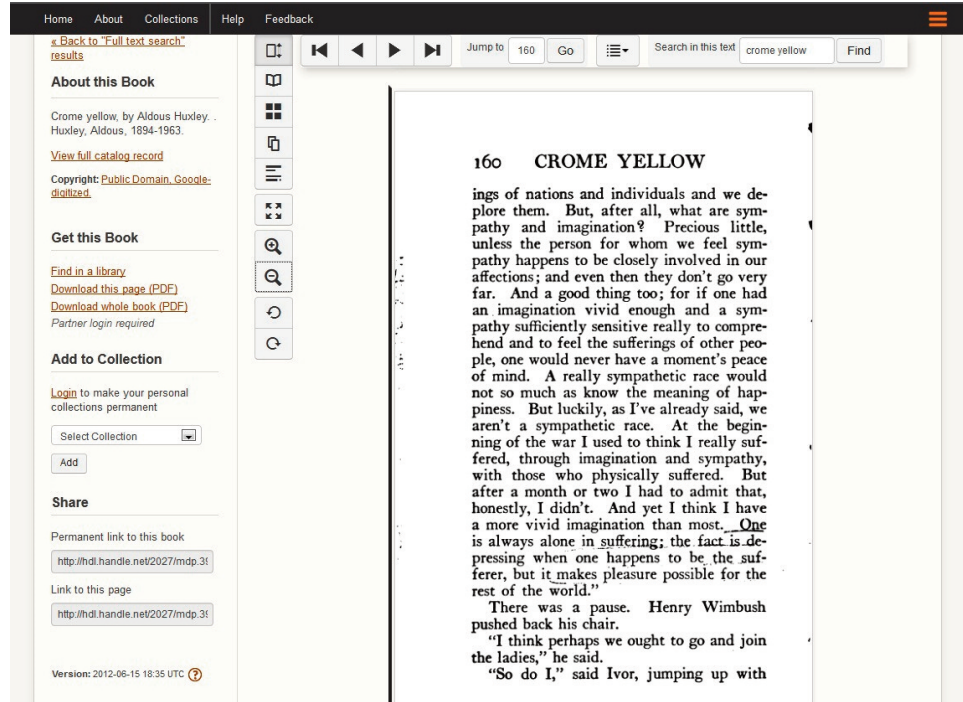 Home About Collections Help Feedback
« Back to "Full text search"
results
About this Book
Crome yellow, by Aldous Huxley. .
Huxley, Aldous, 1894-1963.
View full catalog record
Copyright: Public Domain, Google-
digitized.
Get this Book
Find in a library
Download this page (PDF)
Download whole book (PDF)
Partner login required
Add to Collection
Login to make your personal
collections permanent
Select Collection
Add
Share
Permanent link to this book
http://hdl.handle.net/2027/mdp.39
Link to this page
http://hdl.handle.net/2027/mdp.39
Version: 2012-06-15 18:35 UTC ?
Jump to 160 Go Search in this text crome yellow Find
160 CROME YELLOW
ings of nations and individuals and we de-
plore them. But, after all, what are sym-
pathy and imagination? Precious little,
unless the person for whom we feel sym-
pathy happens to be closely involved in our
affections; and even then they don't go very
far. And a good thing too; for if one had
an imagination vivid enough and a sym-
pathy sufficiently sensitive really to compre-
hend and to feel the sufferings of other peo-
ple, one would never have a moment's peace
of mind. A really sympathetic race would
not so much as know the meaning of hap-
piness. But luckily, as I've already said, we
aren't a sympathetic race. At the begin-
ning of the war I used to think I really suf-
fered, through imagination and sympathy,
with those who physically suffered. But
after a month or two I had to admit that,
honestly, I didn't. And yet I think I have
a more vivid imagination than most. One
is always alone in suffering; the fact is de-
pressing when one happens to be the suf-
ferer, but it makes pleasure possible for the
rest of the world."
There was a pause. Henry Wimbush
pushed back his chair.
"I think perhaps we ought to go and join
the ladies," he said.
"So do I," said Ivor, jumping up with